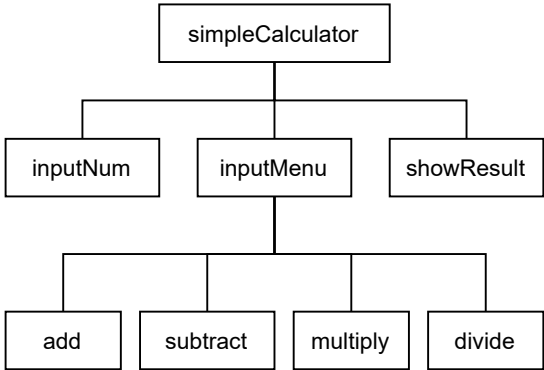 simpleCalculator
inputNum
inputMenu
showResult
add
subtract
multiply
divide